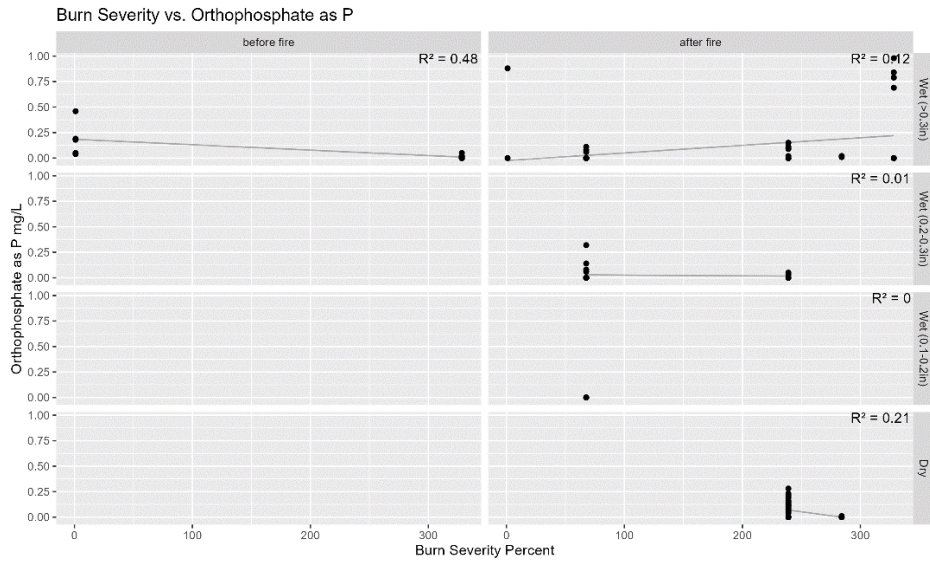 Burn Severity vs. Orthophosphate as P
before fire
after fire
R² = 0.48
R² = 0.12
Wet (>0.3in)
1.00
0.75
0.50
0.25
0.00
R² = 0.01
Wet (0.2-0.3in)
1.00
0.75
0.50
0.25
0.00
R² = 0
Wet (0.1-0.2in)
1.00
0.75
0.50
0.25
0.00
R² = 0.21
Dry
1.00
0.75
0.50
0.25
0.00
Orthophosphate as P mg/L
0 100 200 300
0 100 200 300
Burn Severity Percent